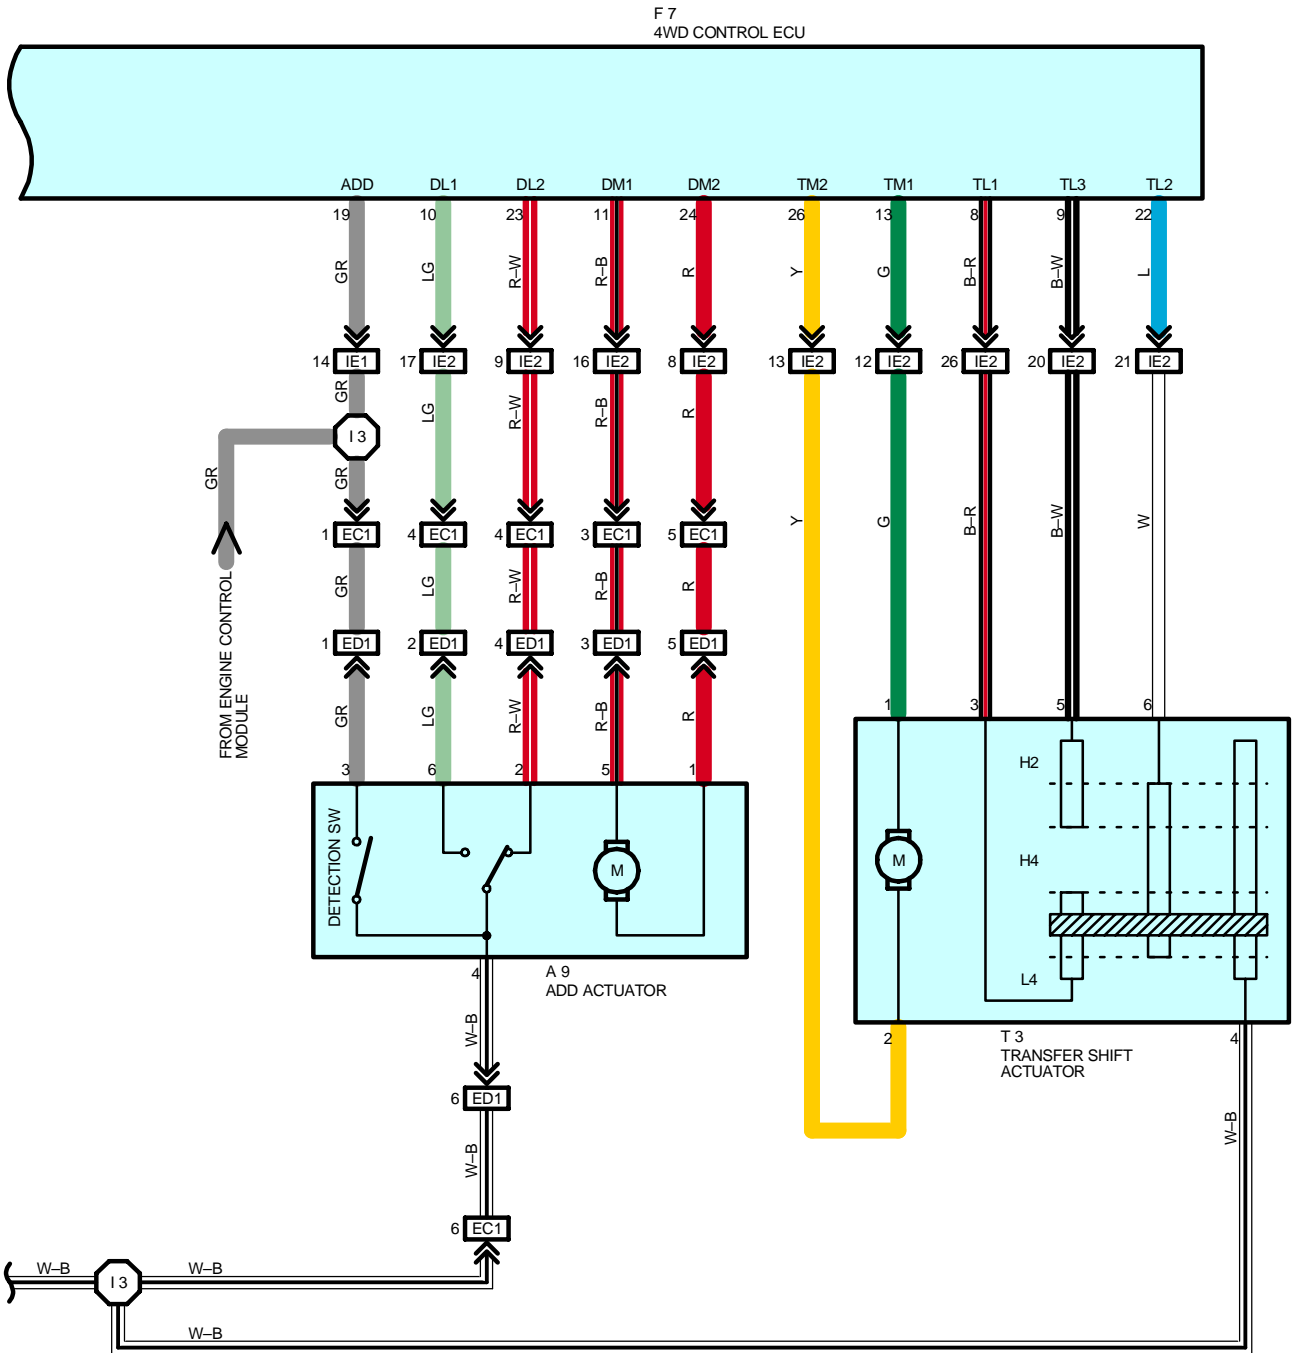 F 7
4WD CONTROL ECU
ADD DL1 DL2 DM1 DM2 TM2 TM1 TL1 TL3 TL2
19 10 23 11 24 26 13 8 9 22
GR LG R–W R–B R Y G B–R B–W L
14 IE1 17 IE2 9 IE2 16 IE2 8 IE2 13 IE2 12 IE2 26 IE2 20 IE2 21 IE2
GR LG R–W R–B R
I 3
GR GR
Y G B–R B–W W
1 EC1 4 EC1 4 EC1 3 EC1 5 EC1
GR LG R–W R–B R
FROM ENGINE CONTROL
MODULE
1 ED1 2 ED1 4 ED1 3 ED1 5 ED1
GR LG R–W R–B R
1 3 5 6
3 6 2 5 1
DETECTION SW
M
M
H2
H4
L4
4
A 9
ADD ACTUATOR
2
T 3
TRANSFER SHIFT
ACTUATOR
4
W–B
6 ED1
W–B
W–B
6 EC1
W–B
I 3
W–B
W–B